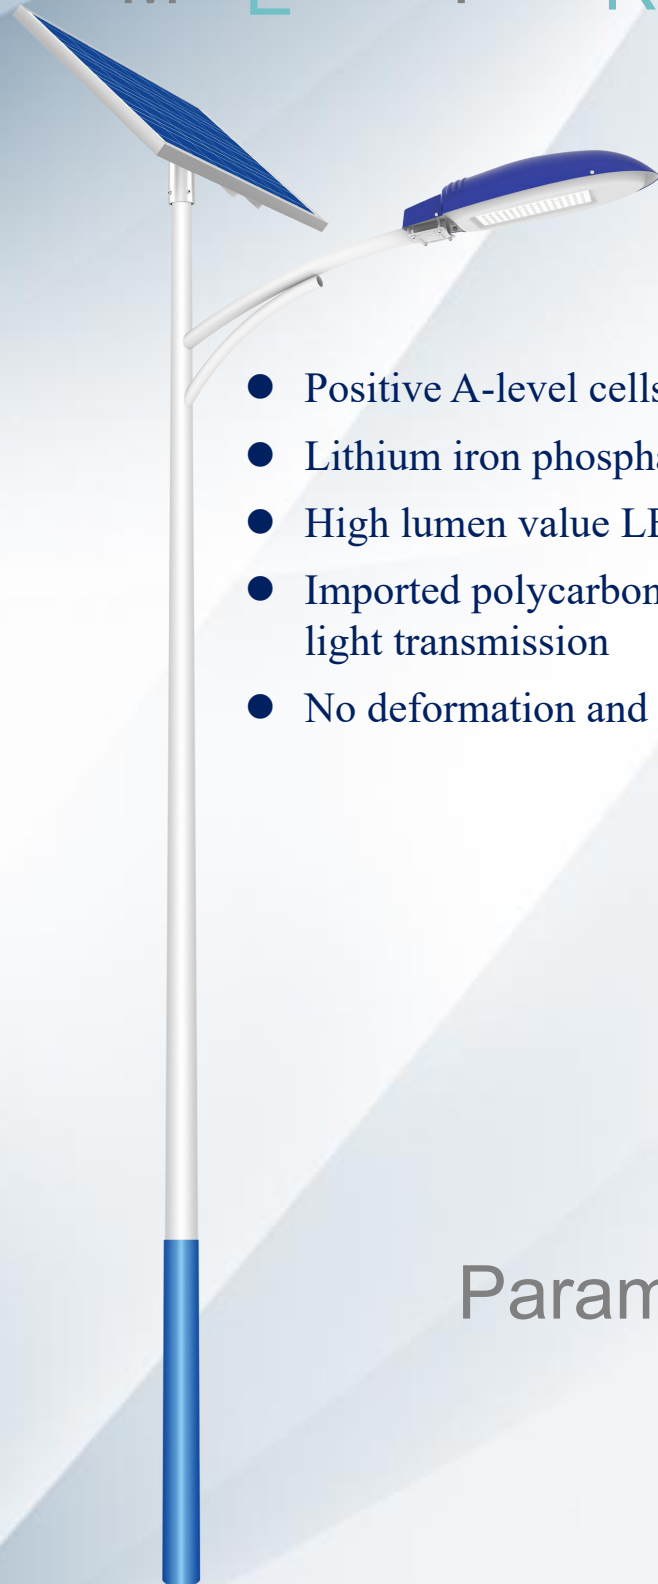 M E T R
● Positive A-level cells
● Lithium iron phospha
● High lumen value LE
● Imported polycarbon
light transmission
● No deformation and
Param